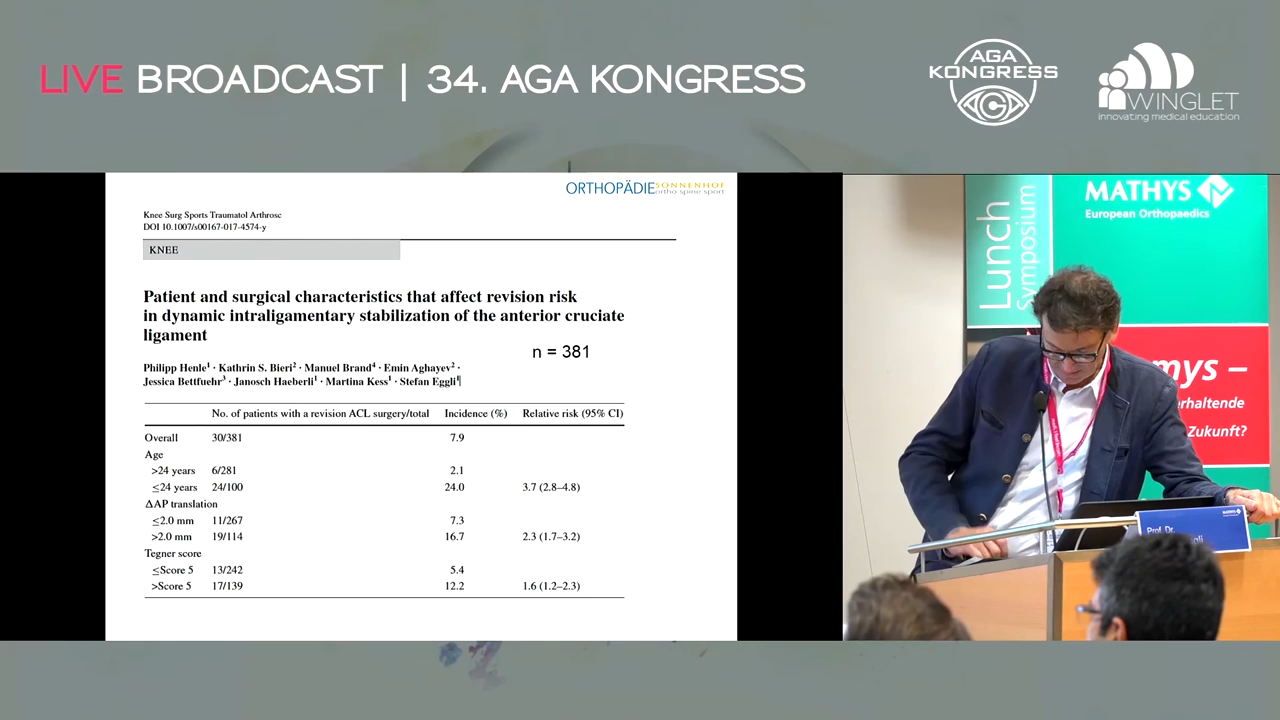 LIVE BROADCAST | 34. AGA KONGRESS
AGA
KONGRESS
AGA
WINGLET
innovating medical education
ORTHOPÄDIE SONNENHOF
ortho spine sport
Knee Surg Sports Traumatol Arthrosc
DOI 10.1007/s00167-017-4574-y
KNEE
Patient and surgical characteristics that affect revision risk
in dynamic intraligamentary stabilization of the anterior cruciate
ligament
n = 381
Philipp Henle¹ · Kathrin S. Bieri² · Manuel Brand⁴ · Emin Aghayev² ·
Jessica Bettfuehr³ · Janosch Haeberli¹ · Martina Kess¹ · Stefan Eggli¹
No. of patients with a revision ACL surgery/total Incidence (%) Relative risk (95% CI)
Overall 30/381 7.9
Age
>24 years 6/281 2.1
≤24 years 24/100 24.0 3.7 (2.8–4.8)
ΔAP translation
≤2.0 mm 11/267 7.3
>2.0 mm 19/114 16.7 2.3 (1.7–3.2)
Tegner score
≤Score 5 13/242 5.4
>Score 5 17/139 12.2 1.6 (1.2–2.3)
Lunch
Symposium
MATHYS
European Orthopaedics
mys –
erhaltende
Zukunft?
Prof. Dr.